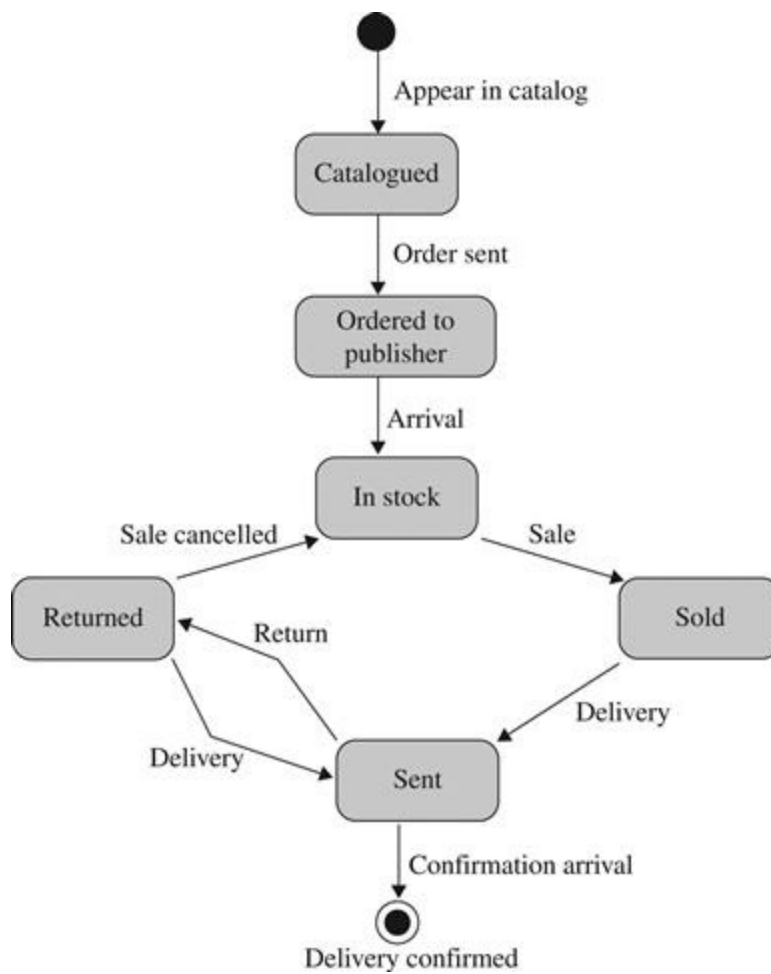 Appear in catalog
Catalogued
Order sent
Ordered to
publisher
Arrival
In stock
Sale cancelled
Sale
Returned
Return
Sold
Delivery
Delivery
Sent
Confirmation arrival
Delivery confirmed